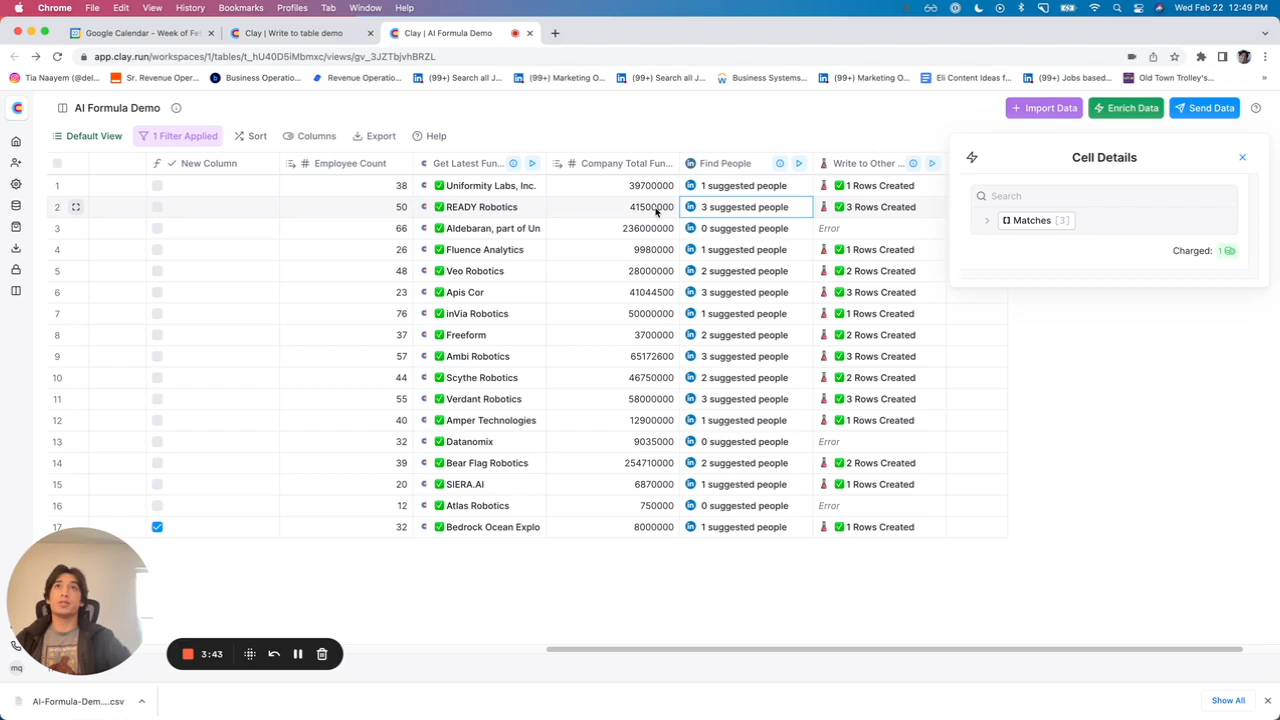 Chrome File Edit View History Bookmarks Profiles Tab Window Help Wed Feb 22 12:49 PM
Google Calendar - Week of Feb
Clay | Write to table demo
Clay | AI Formula Demo
app.clay.run/workspaces/1/tables/t_hU40D5iMbmxc/views/gv_3JZTbjvhBRZL
Tia Naayem (@del... Sr. Revenue Oper... Business Operatio... Revenue Operatio... (99+) Search all J... (99+) Marketing O... (99+) Search all J... Business Systems... (99+) Marketing O... Eli Content Ideas f... (99+) Jobs based... Old Town Trolley's...
AI Formula Demo
Import Data Enrich Data Send Data
Default View 1 Filter Applied Sort Columns Export Help
New Column Employee Count Get Latest Fun... Company Total Fun... Find People Write to Other ...
1 38 Uniformity Labs, Inc. 39700000 1 suggested people 1 Rows Created
2 50 READY Robotics 41500000 3 suggested people 3 Rows Created
3 66 Aldebaran, part of Un 236000000 0 suggested people Error
4 26 Fluence Analytics 9980000 1 suggested people 1 Rows Created
5 48 Veo Robotics 28000000 2 suggested people 2 Rows Created
6 23 Apis Cor 41044500 3 suggested people 3 Rows Created
7 76 inVia Robotics 50000000 1 suggested people 1 Rows Created
8 37 Freeform 3700000 2 suggested people 2 Rows Created
9 57 Ambi Robotics 65172600 3 suggested people 3 Rows Created
10 44 Scythe Robotics 46750000 2 suggested people 2 Rows Created
11 55 Verdant Robotics 58000000 3 suggested people 3 Rows Created
12 40 Amper Technologies 12900000 1 suggested people 1 Rows Created
13 32 Datanomix 9035000 0 suggested people Error
14 39 Bear Flag Robotics 254710000 2 suggested people 2 Rows Created
15 20 SIERA.AI 6870000 1 suggested people 1 Rows Created
16 12 Atlas Robotics 750000 0 suggested people Error
17 32 Bedrock Ocean Explo 8000000 1 suggested people 1 Rows Created
Cell Details
Search
Matches [3]
Charged: 1
3:43
mq
AI-Formula-Dem....csv
Show All